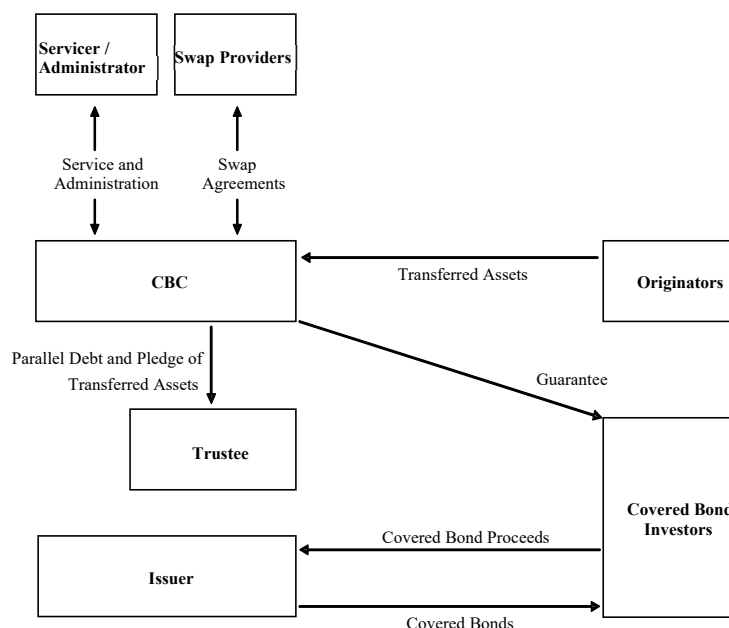 Servicer /
Administrator
Swap Providers
Service and
Administration
Swap
Agreements
CBC
Transferred Assets
Originators
Parallel Debt and Pledge of
Transferred Assets
Guarantee
Trustee
Covered Bond
Investors
Covered Bond Proceeds
Issuer
Covered Bonds